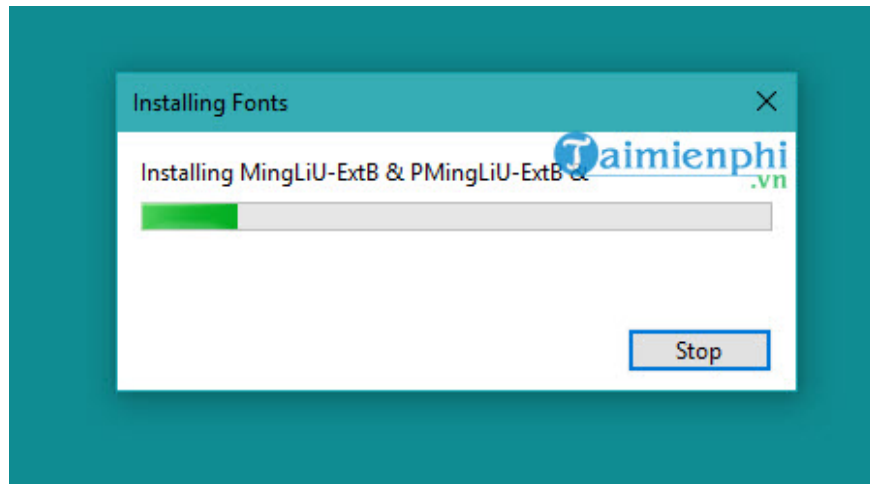 Installing Fonts
Taimienphi
.vn
Installing MingLiU-ExtB & PMingLiU-ExtB &
Stop